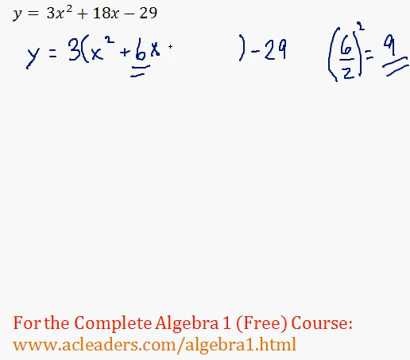 y = 3x² + 18x − 29
y = 3(x² + 6x +      ) − 29   (6/2)² = 9
For the Complete Algebra 1 (Free) Course:
www.acleaders.com/algebra1.html